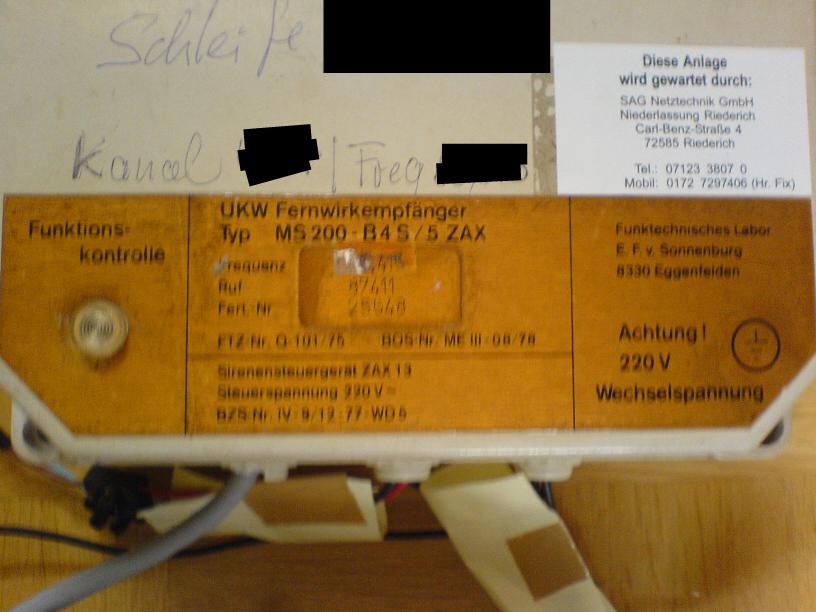 Schleife
Kanal | Freq
Diese Anlage
wird gewartet durch:
SAG Netztechnik GmbH
Niederlassung Riederich
Carl-Benz-Straße 4
72585 Riederich
Tel.: 07123 3807 0
Mobil: 0172 7297406 (Hr. Fix)
Funktions-
kontrolle
UKW Fernwirkempfänger
Typ MS 200 - B 4 S / 5 ZAX
Frequenz
Ruf 87411
Fert.-Nr 25648
FTZ-Nr. Q-101/75 BOS-Nr. ME III-08/78
Sirenensteuergerät ZAX 13
Steuerspannung 220 V ~
BZS-Nr. IV-9/12-77-WD 5
Funktechnisches Labor
E. F. v. Sonnenburg
8330 Eggenfelden
Achtung!
220 V
Wechselspannung